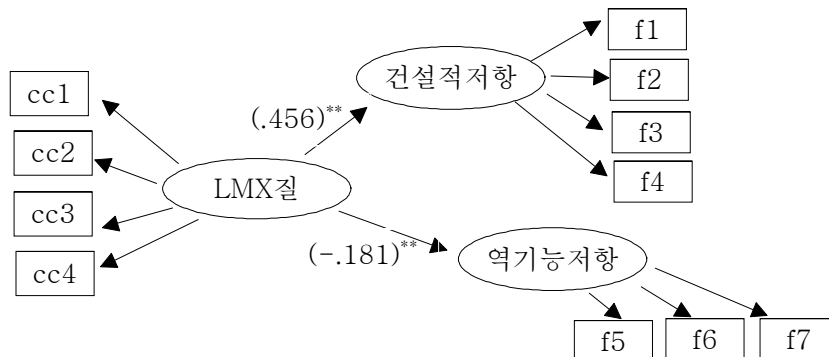 f1
건설적저항
f2
cc1
(.456)**
f3
cc2
f4
LMX질
cc3
cc4
(-.181)**
역기능저항
f5
f6
f7